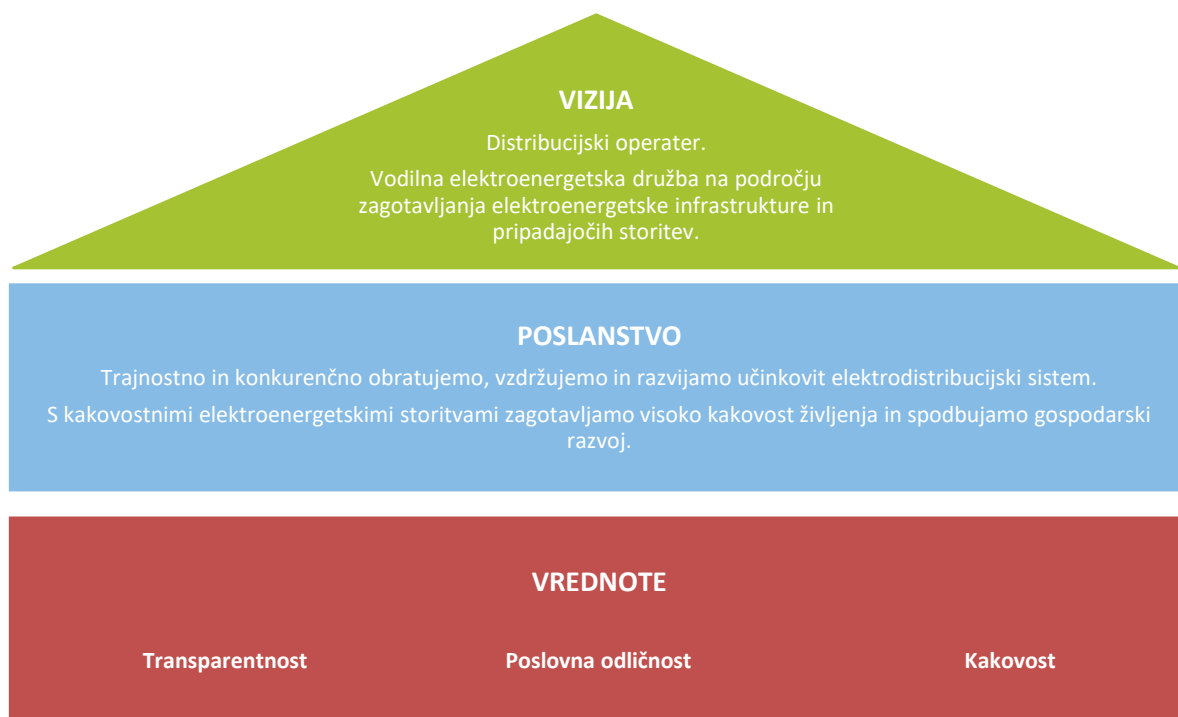 VIZIJA
Distribucijski operater.
Vodilna elektroenergetska družba na področju
zagotavljanja elektroenergetske infrastrukture in
pripadajočih storitev.
POSLANSTVO
Trajnostno in konkurenčno obratujemo, vzdržujemo in razvijamo učinkovit elektrodistribucijski sistem.
S kakovostnimi elektroenergetskimi storitvami zagotavljamo visoko kakovost življenja in spodbujamo gospodarski
razvoj.
VREDNOTE
Transparentnost Poslovna odličnost Kakovost